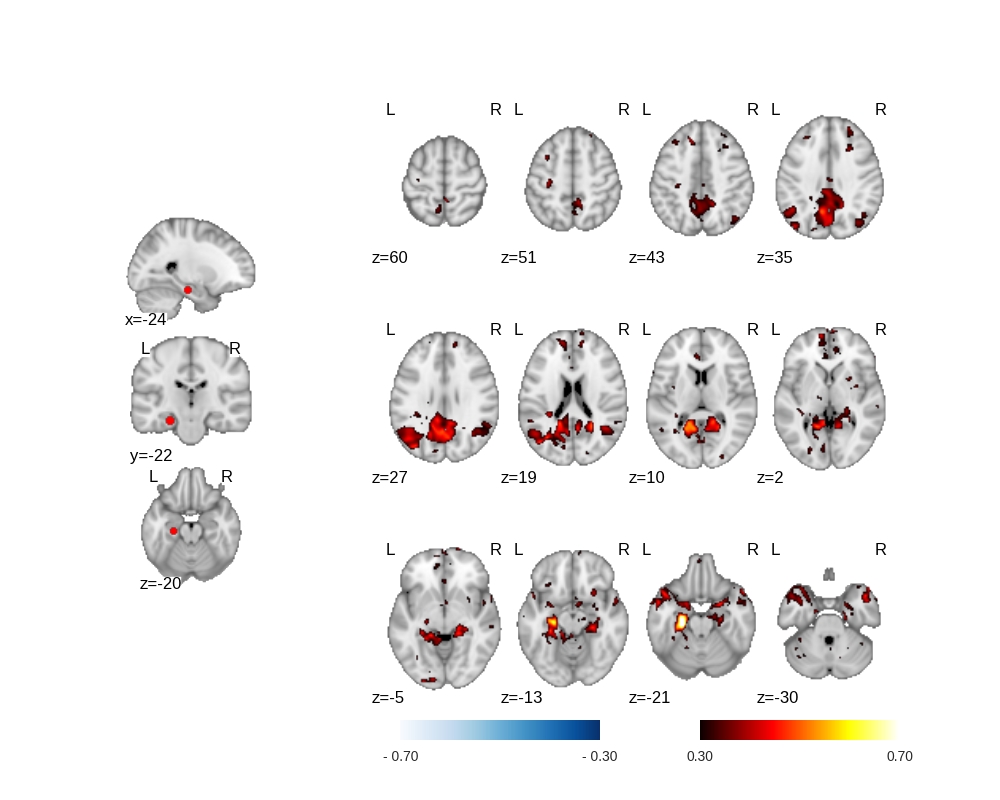 L R L R L R L R
z=60 z=51 z=43 z=35
x=-24
L R
y=-22
L R
z=-20
L R L R L R L R
z=27 z=19 z=10 z=2
L R L R L R L R
z=-5 z=-13 z=-21 z=-30
- 0.70 - 0.30 0.30 0.70